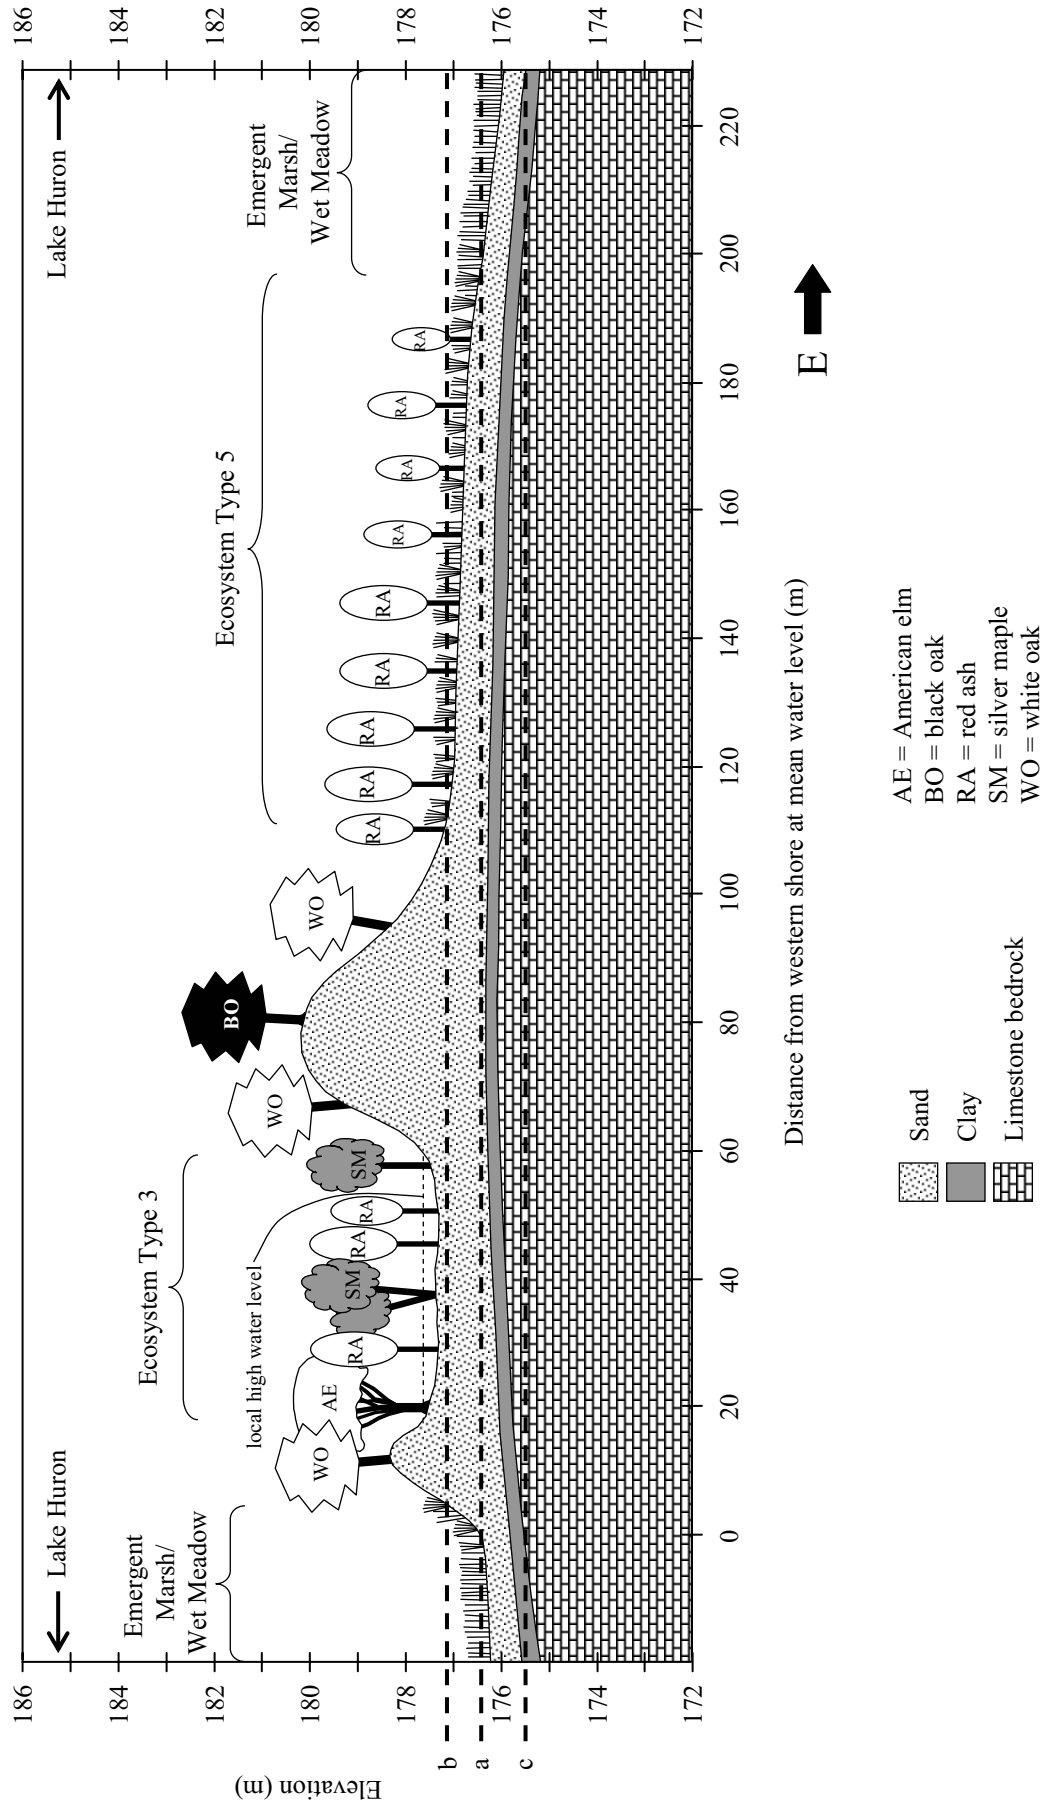 Lake Huron
Lake Huron
Emergent
Marsh/
Wet Meadow
Ecosystem Type 3
Ecosystem Type 5
Emergent
Marsh/
Wet Meadow
local high water level
WO
AE
RA
SM
RA
RA
SM
WO
BO
WO
RA
RA
RA
RA
RA
RA
RA
RA
RA
Elevation (m)
186
184
182
180
178
176
174
172
b
a
c
186
184
182
180
178
176
174
172
0
20
40
60
80
100
120
140
160
180
200
220
Distance from western shore at mean water level (m)
E
Sand
Clay
Limestone bedrock
AE = American elm
BO = black oak
RA = red ash
SM = silver maple
WO = white oak